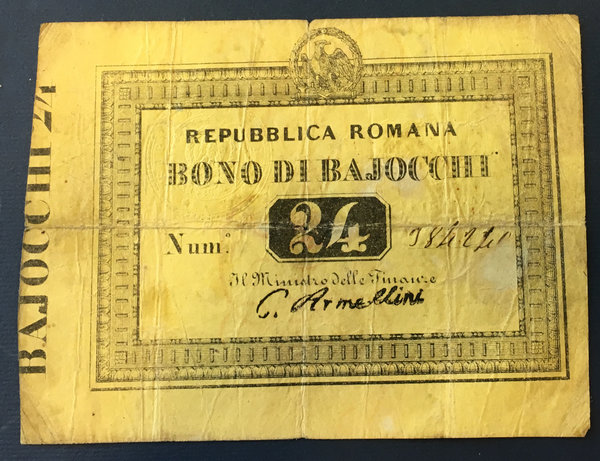 BAJOCCHI 24
REPUBBLICA ROMANA
BONO DI BAJOCCHI
24
Num.º
Il Ministro delle Finanze
C. Armellini